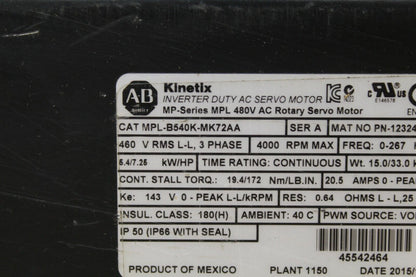 AB Kinetix
ALLEN-BRADLEY
INVERTER DUTY AC SERVO MOTOR
MP-Series MPL 480V AC Rotary Servo Motor
CAT MPL-B540K-MK72AA SER A MAT NO PN-1232
460 V RMS L-L, 3 PHASE 4000 RPM MAX FREQ: 0-267
5.4/7.25 kW/HP TIME RATING: CONTINUOUS Wt. 15.0/33.0
CONT. STALL TORQ. 19.4/172 Nm/LB.IN. 20.5 AMPS 0 - PEAK
Ke: 143 V 0 - PEAK L-L/kRPM RES: 0.64 OHMS L - L,25
INSUL. CLASS: 180(H) AMBIENT: 40 C PWM SOURCE: VO
IP 50 (IP66 WITH SEAL)
45542464
PRODUCT OF MEXICO PLANT 1150 DATE 2015/